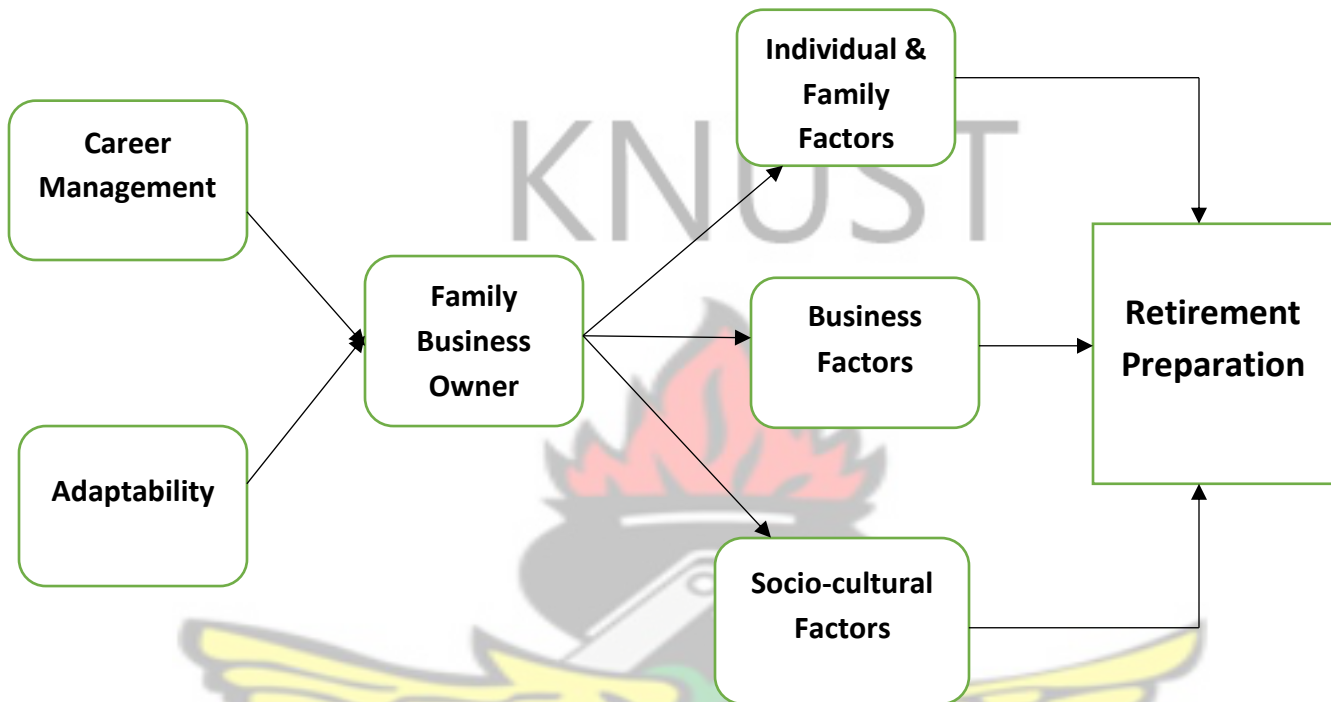 Individual &
Family
Factors
KNUST
Career
Management
Family
Business
Owner
Business
Factors
Retirement
Preparation
Adaptability
Socio-cultural
Factors